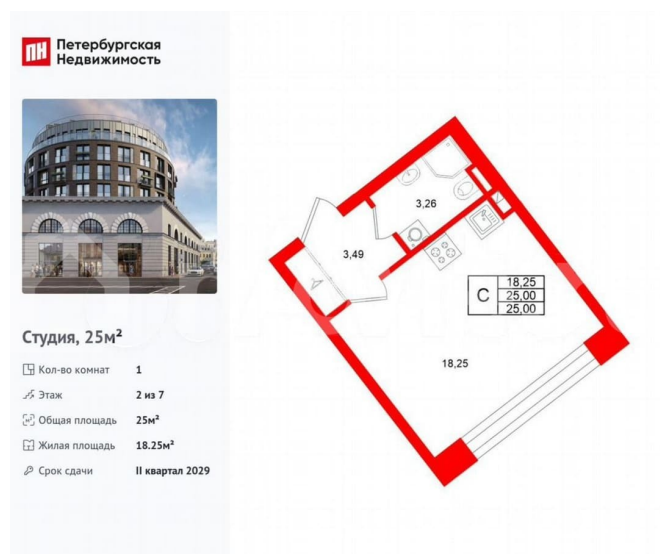 ПН
Петербургская
Недвижимость
Студия, 25м²
Кол-во комнат 1
Этаж 2 из 7
Общая площадь 25м²
Жилая площадь 18.25м²
Срок сдачи II квартал 2029
3,26
3,49
С
18,25
25,00
25,00
18,25